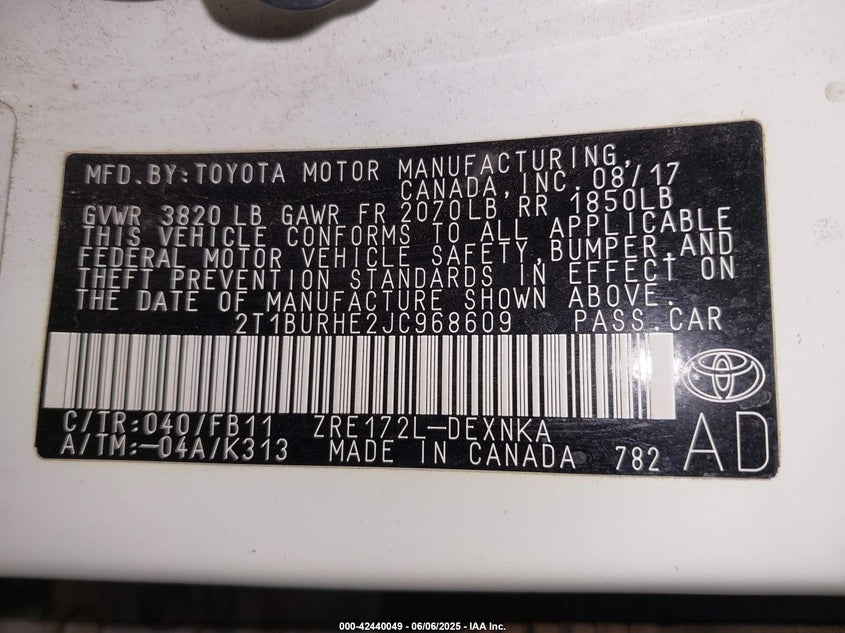 MFD.BY:TOYOTA MOTOR MANUFACTURING,
CANADA,INC. 08/17
GVWR 3820 LB GAWR FR 2070LB RR 1850LB
THIS VEHICLE CONFORMS TO ALL APPLICABLE
FEDERAL MOTOR VEHICLE SAFETY,BUMPER,AND
THEFT PREVENTION STANDARDS IN EFFECT ON
THE DATE OF MANUFACTURE SHOWN ABOVE.
2T1BURHE2JC968609 PASS.CAR
C/TR:040/FB11 ZRE172L-DEXNKA
A/TM:-04A/K313 MADE IN CANADA 782 AD
000-42440049 - 06/06/2025 - IAA Inc.